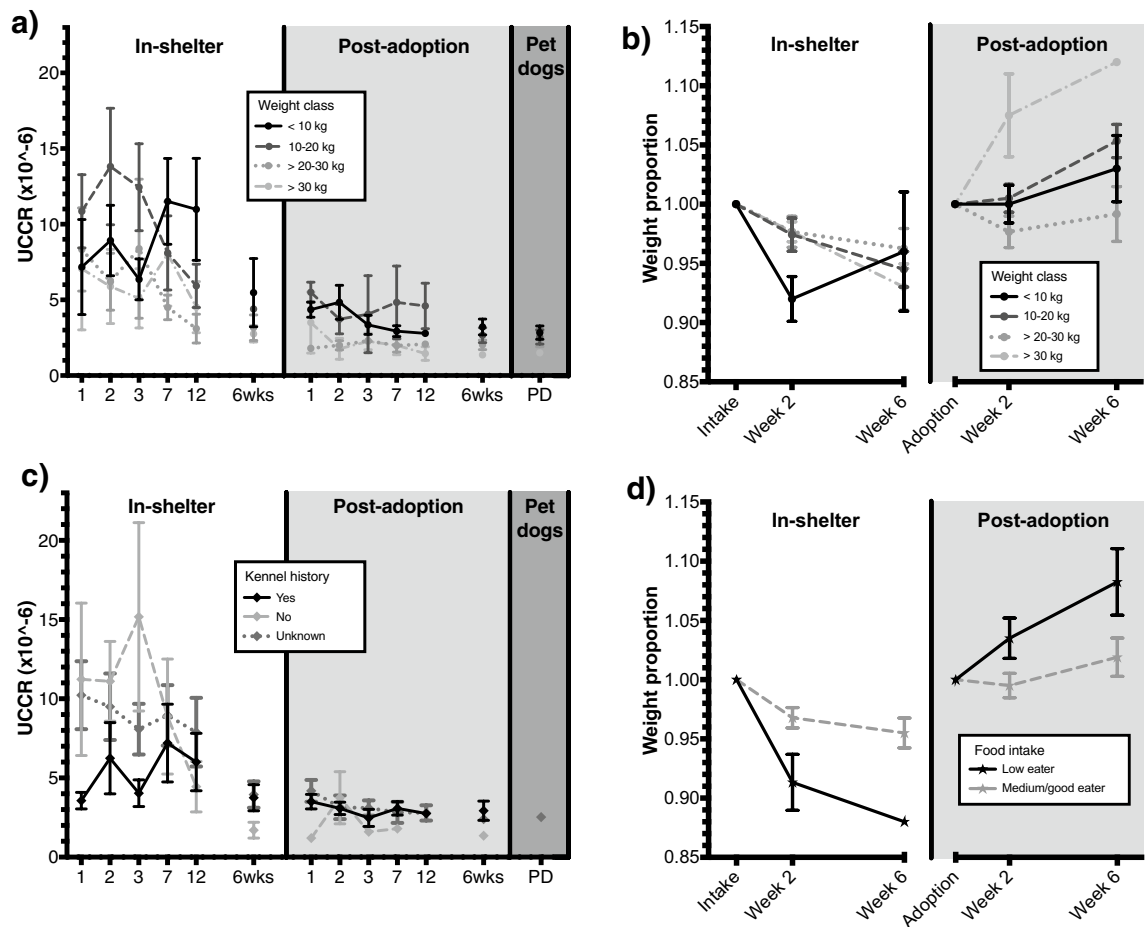 a)
In-shelter
Post-adoption
Pet
dogs
UCCR (x10^-6)
20
15
10
5
0
Weight class
< 10 kg
10-20 kg
> 20-30 kg
> 30 kg
1 2 3 7 12 6wks 1 2 3 7 12 6wks PD
b)
In-shelter
Post-adoption
Weight proportion
1.15
1.10
1.05
1.00
0.95
0.90
0.85
Weight class
< 10 kg
10-20 kg
> 20-30 kg
> 30 kg
Intake Week 2 Week 6 Adoption Week 2 Week 6
c)
In-shelter
Post-adoption
Pet
dogs
UCCR (x10^-6)
20
15
10
5
0
Kennel history
Yes
No
Unknown
1 2 3 7 12 6wks 1 2 3 7 12 6wks PD
d)
In-shelter
Post-adoption
Weight proportion
1.15
1.10
1.05
1.00
0.95
0.90
0.85
Food intake
Low eater
Medium/good eater
Intake Week 2 Week 6 Adoption Week 2 Week 6